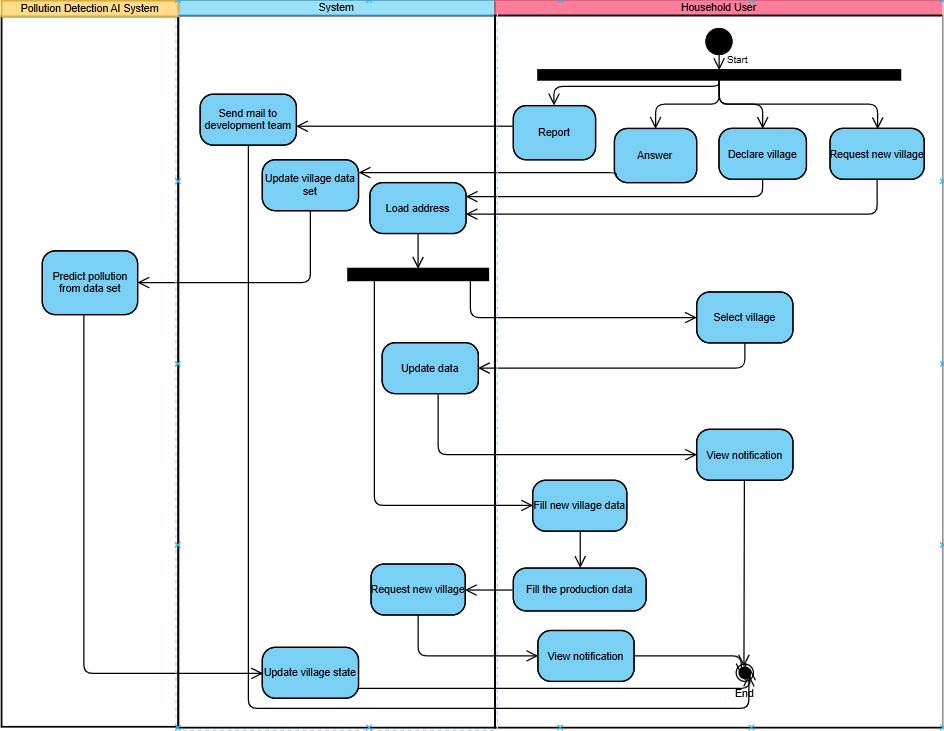 Pollution Detection AI System
System
Household User
Start
Send mail to
development team
Report
Answer
Declare village
Request new village
Update village data
set
Load address
Predict pollution
from data set
Select village
Update data
View notification
Fill new village data
Request new village
Fill the production data
View notification
Update village state
End